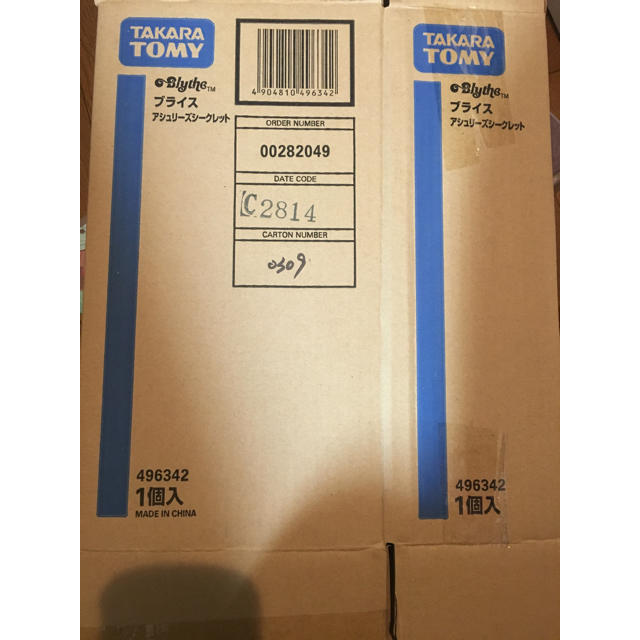 TAKARA
TOMY
Blythe™
ブライス
アシュリーズシークレット
4 904810 496342
ORDER NUMBER
00282049
DATE CODE
C2814
CARTON NUMBER
0309
496342
1個入
MADE IN CHINA
TAKARA
TOMY
Blythe™
ブライス
アシュリーズシークレット
496342
1個入